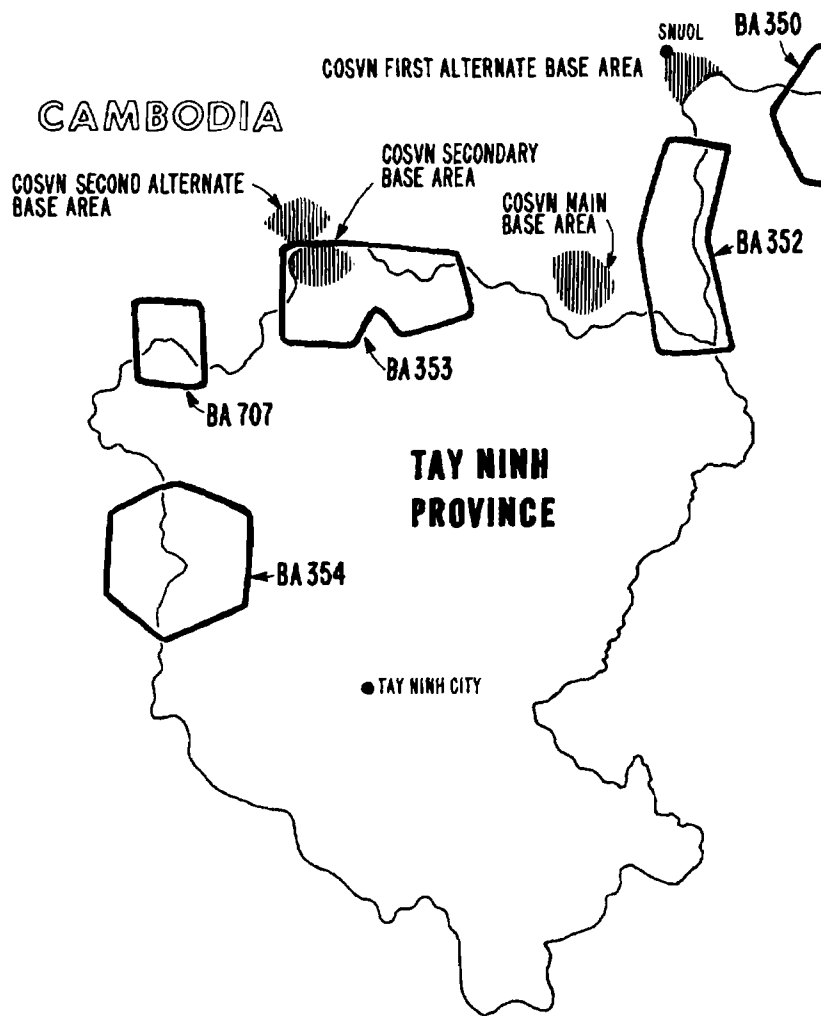 BA 350
SNUOL
COSVN FIRST ALTERNATE BASE AREA
CAMBODIA
COSVN SECONDARY
BASE AREA
COSVN SECOND ALTERNATE
BASE AREA
COSVN MAIN
BASE AREA
BA 352
BA 353
BA 707
TAY NINH
PROVINCE
BA 354
TAY NINH CITY